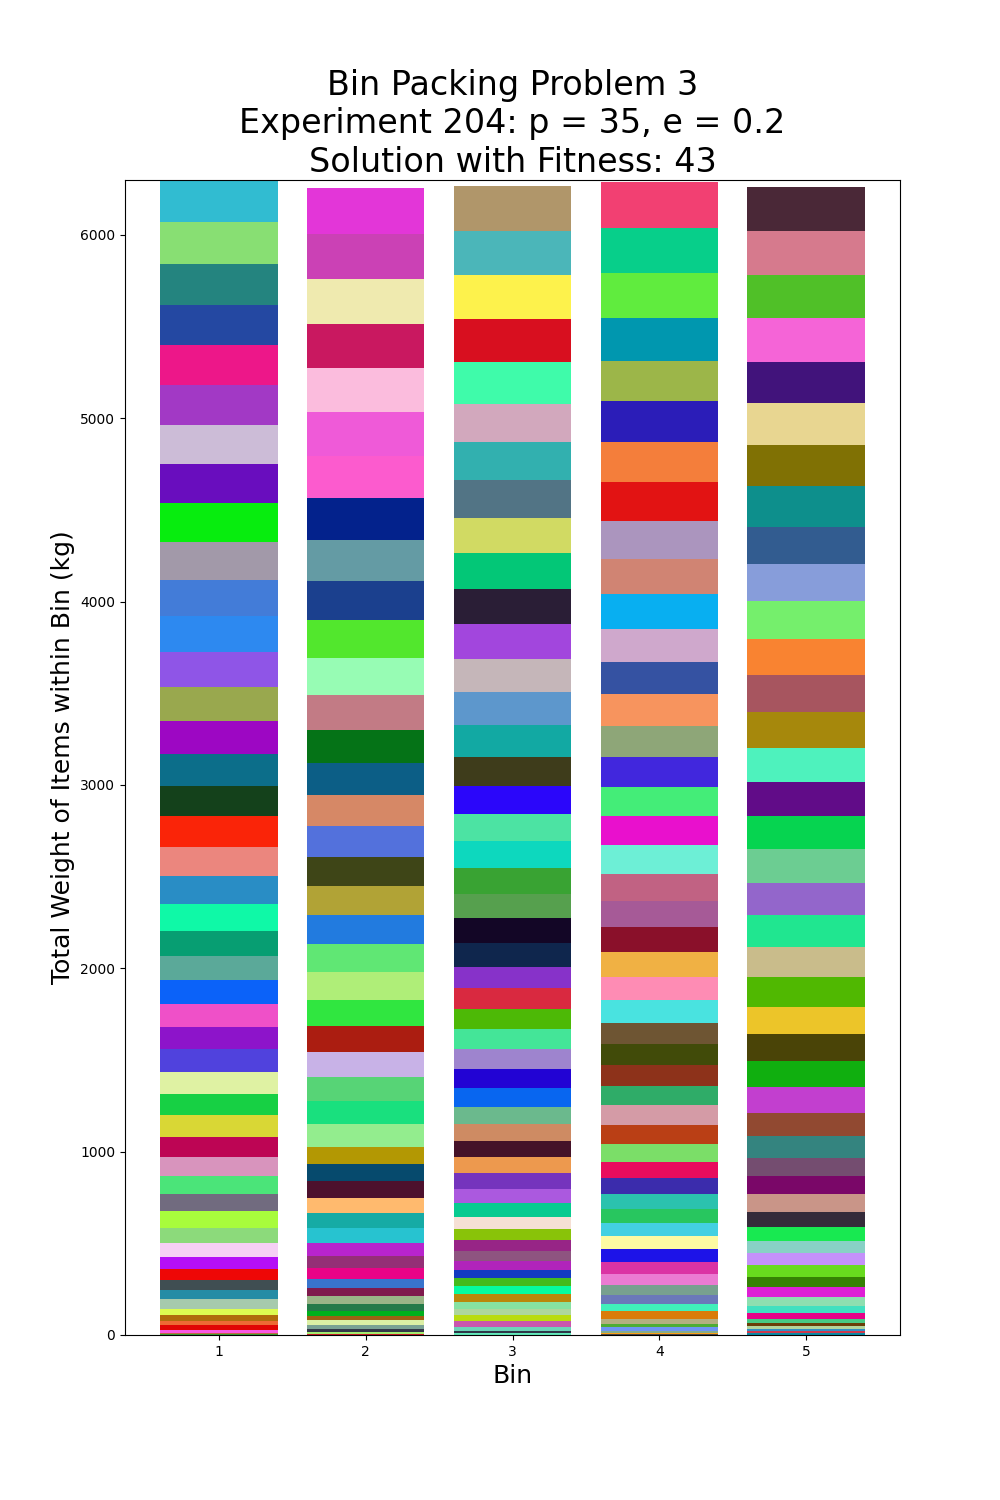 Bin Packing Problem 3
Experiment 204: p = 35, e = 0.2
Solution with Fitness: 43
Total Weight of Items within Bin (kg)
6000
5000
4000
3000
2000
1000
0
1 2 3 4 5
Bin